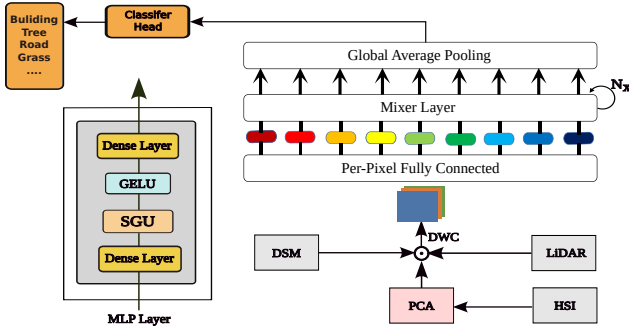 Buliding
Tree
Road
Grass
....
Classifer
Head
Global Average Pooling
Mixer Layer
Nx
Per-Pixel Fully Connected
Dense Layer
GELU
SGU
Dense Layer
MLP Layer
DWC
DSM
LiDAR
PCA
HSI